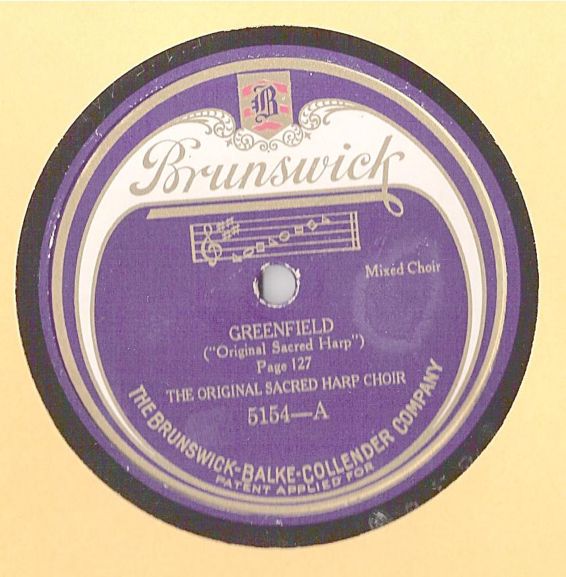 B
Brunswick
Mixed Choir
GREENFIELD
("Original Sacred Harp")
Page 127
THE ORIGINAL SACRED HARP CHOIR
5154—A
THE BRUNSWICK-BALKE-COLLENDER COMPANY
PATENT APPLIED FOR